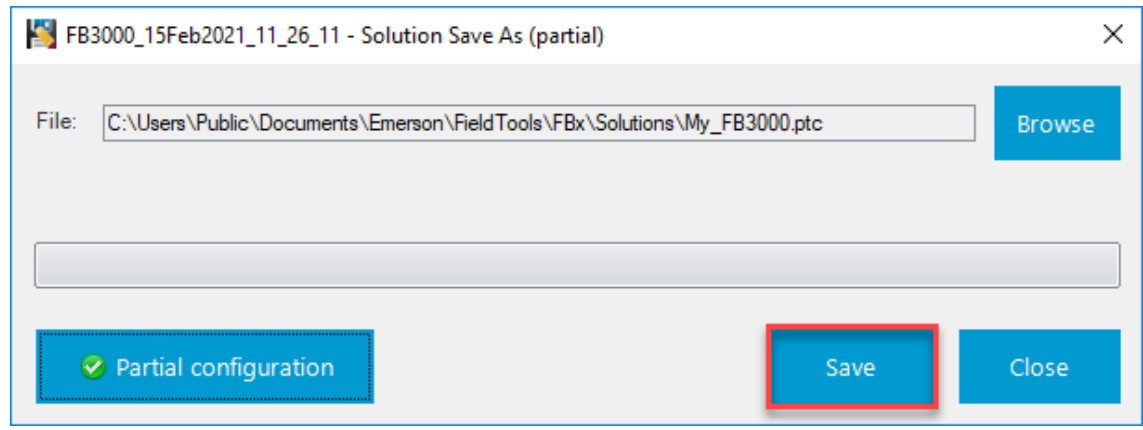 FB3000_15Feb2021_11_26_11 - Solution Save As (partial)
File: C:\Users\Public\Documents\Emerson\FieldTools\FBx\Solutions\My_FB3000.ptc Browse
Partial configuration Save Close